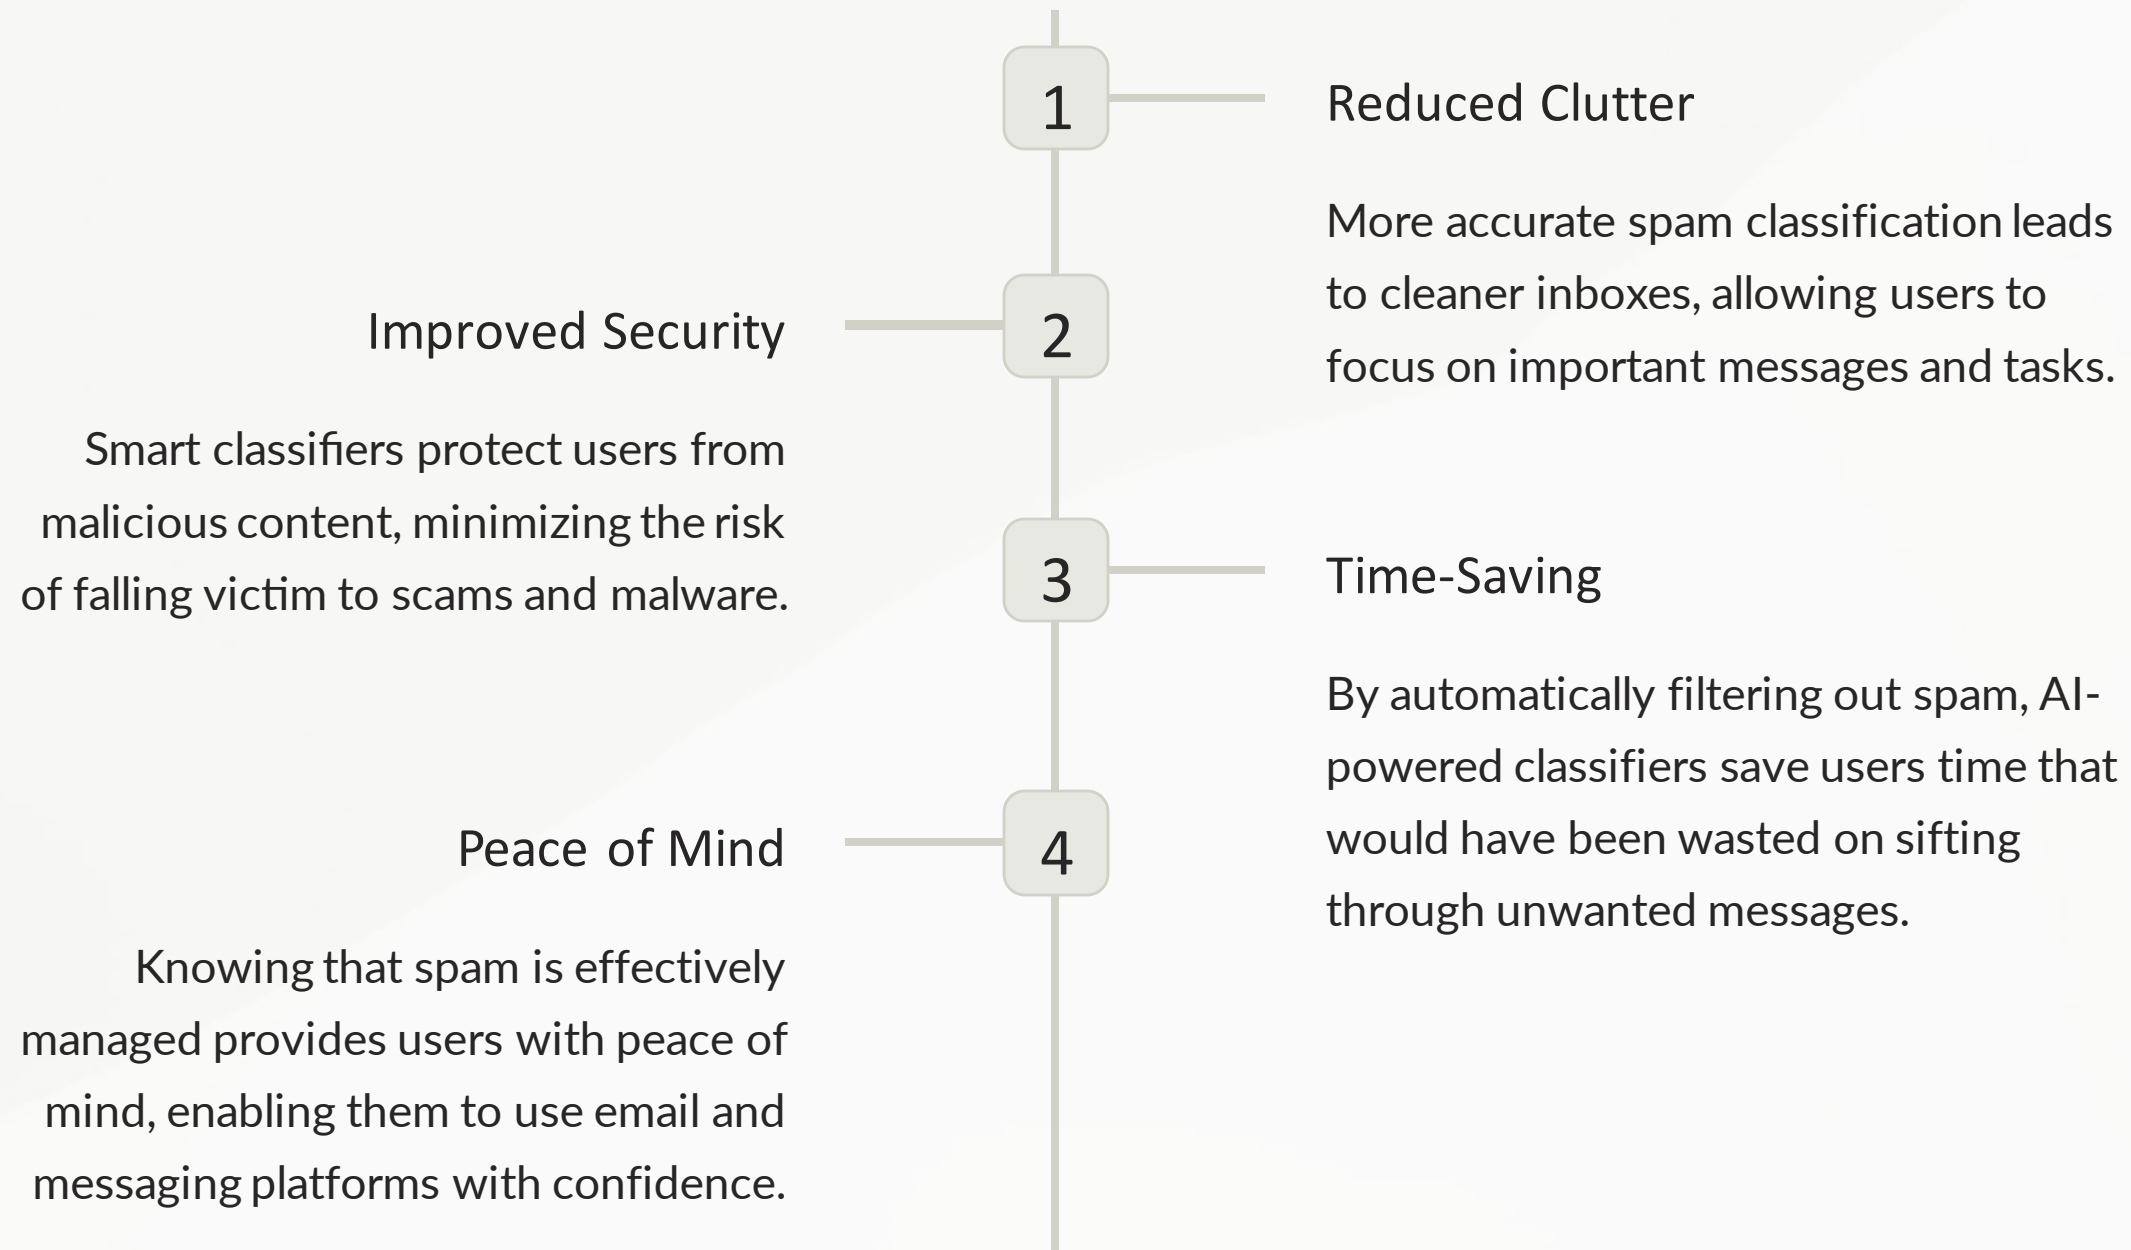 1
Reduced Clutter
More accurate spam classification leads
to cleaner inboxes, allowing users to
focus on important messages and tasks.
2
Improved Security
Smart classifiers protect users from
malicious content, minimizing the risk
of falling victim to scams and malware.
3
Time-Saving
By automatically filtering out spam, AI-
powered classifiers save users time that
would have been wasted on sifting
through unwanted messages.
4
Peace of Mind
Knowing that spam is effectively
managed provides users with peace of
mind, enabling them to use email and
messaging platforms with confidence.